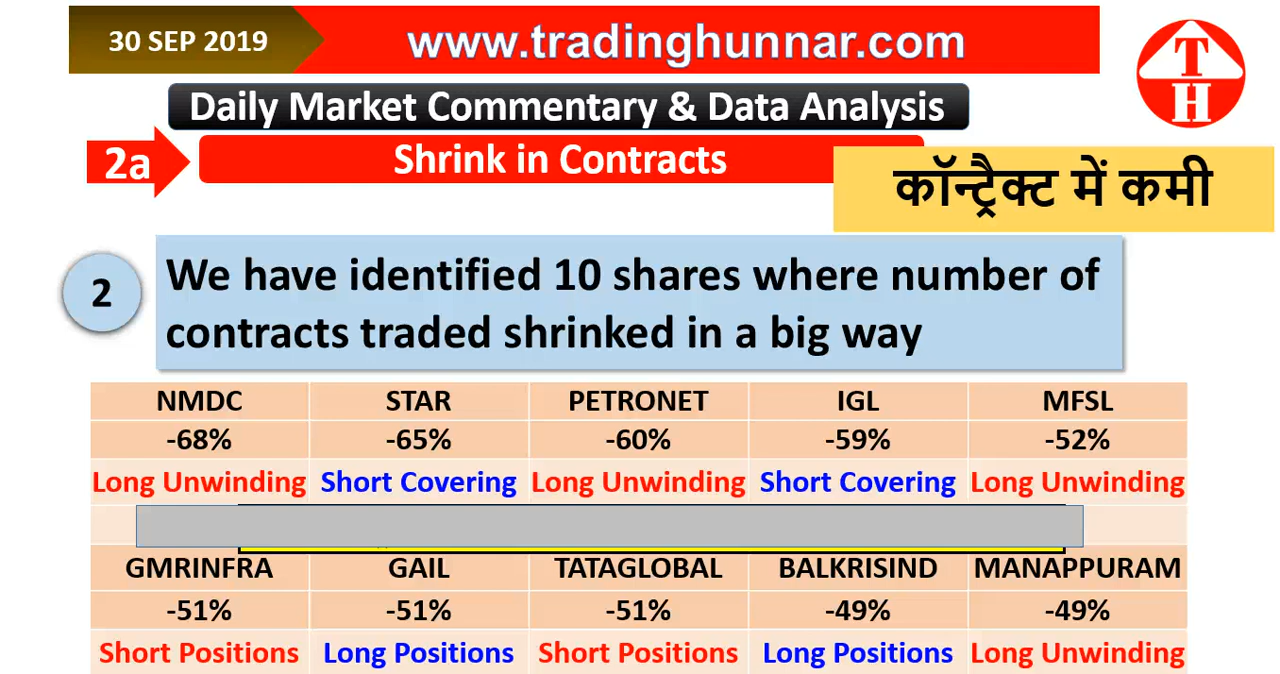 30 SEP 2019
www.tradinghunnar.com
T
H
Daily Market Commentary & Data Analysis
2a
Shrink in Contracts
कॉन्ट्रैक्ट में कमी
2
We have identified 10 shares where number of
contracts traded shrinked in a big way
NMDC STAR PETRONET IGL MFSL
-68% -65% -60% -59% -52%
Long Unwinding Short Covering Long Unwinding Short Covering Long Unwinding
GMRINFRA GAIL TATAGLOBAL BALKRISIND MANAPPURAM
-51% -51% -51% -49% -49%
Short Positions Long Positions Short Positions Long Positions Long Unwinding